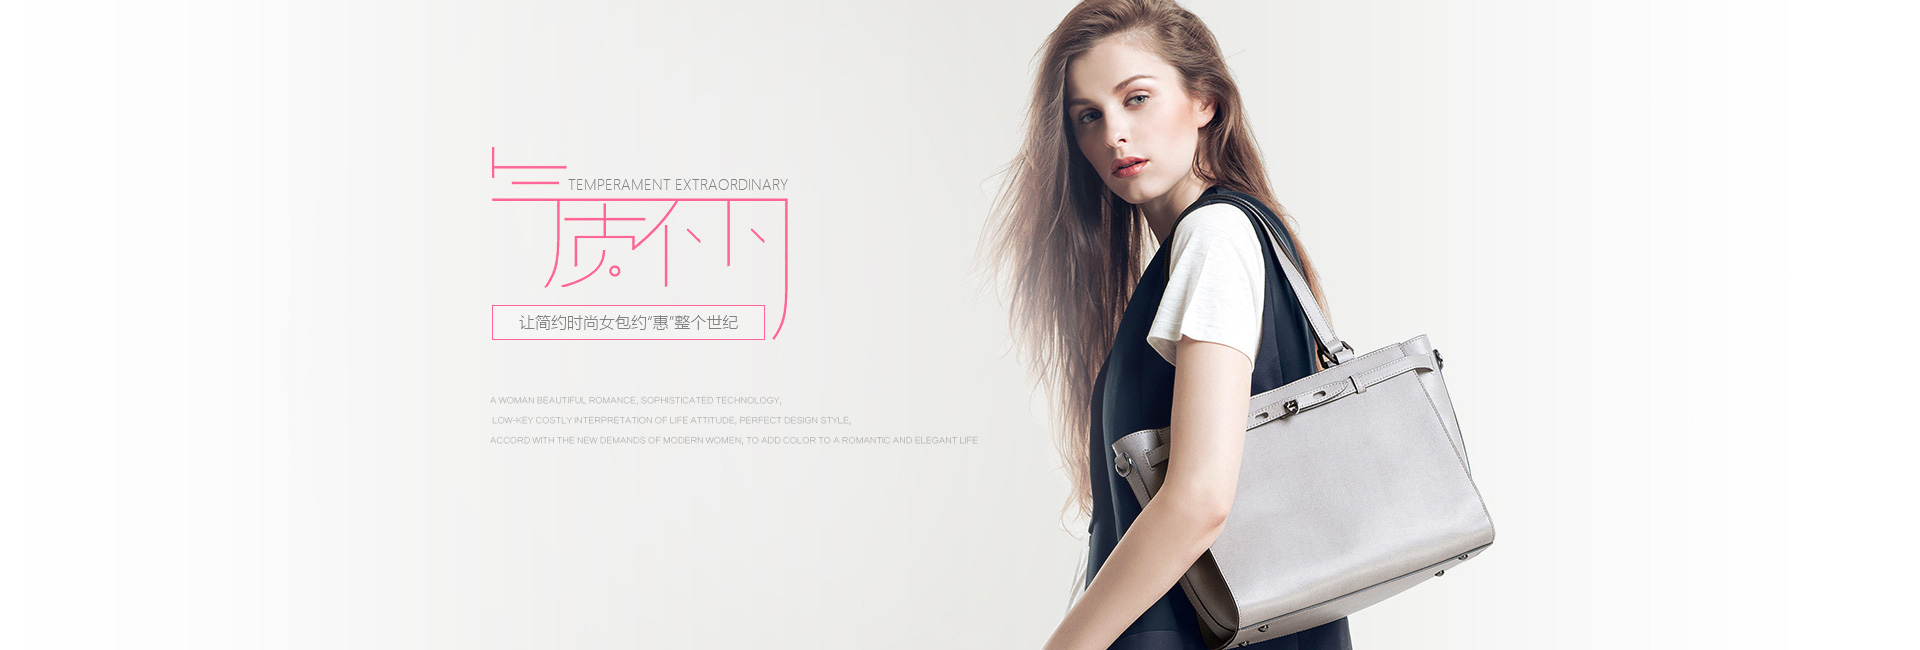 气质不凡
TEMPERAMENT EXTRAORDINARY
让简约时尚女包约“惠”整个世纪
A WOMAN BEAUTIFUL ROMANCE, SOPHISTICATED TECHNOLOGY,
LOW-KEY COSTLY INTERPRETATION OF LIFE ATTITUDE, PERFECT DESIGN STYLE,
ACCORD WITH THE NEW DEMANDS OF MODERN WOMEN, TO ADD COLOR TO A ROMANTIC AND ELEGANT LIFE